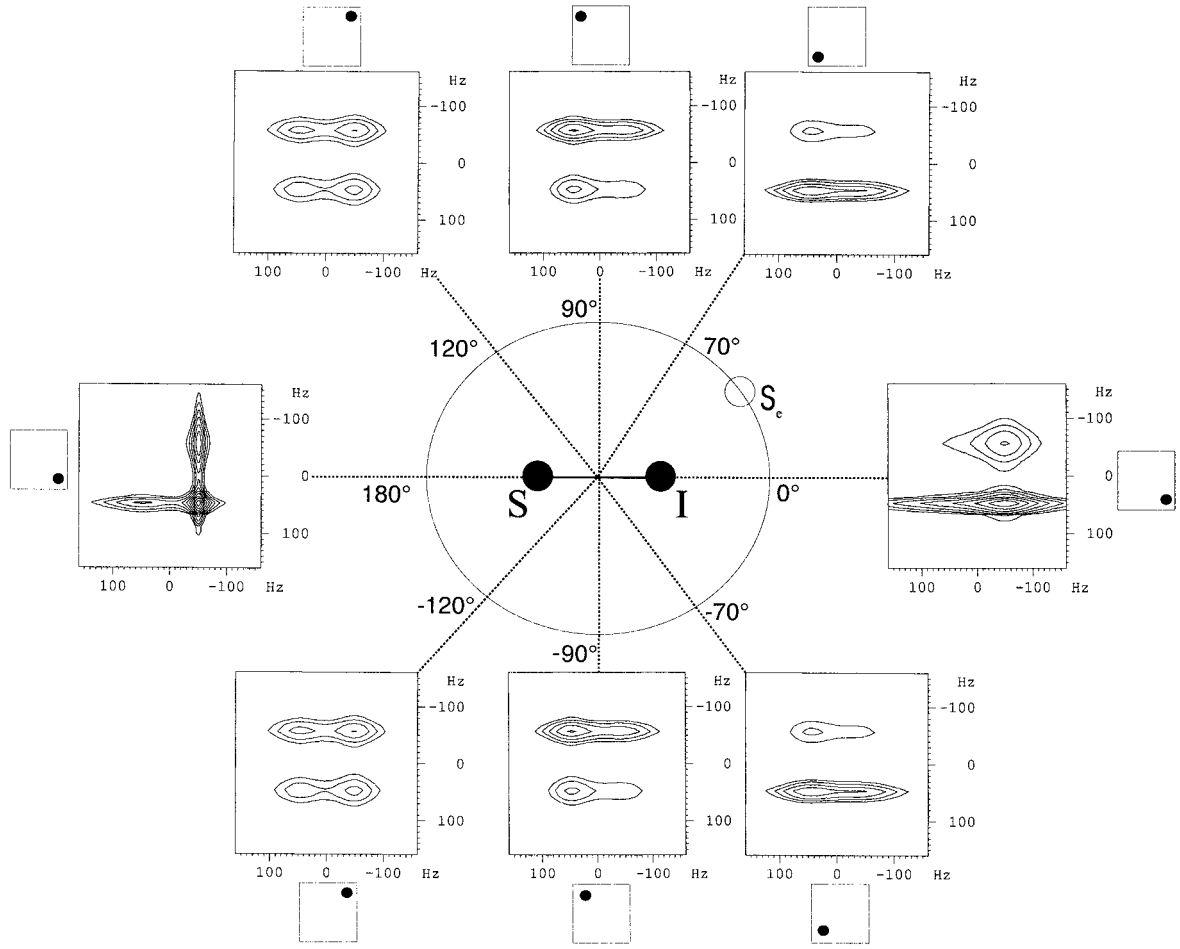 Hz Hz Hz
-100 -100 -100
0 0 0
100 100 100
100 0 -100 Hz 100 0 -100 Hz 100 0 -100 Hz
90°
120° 70°
Hz Sc Hz
-100 -100
0 0
180° S I 0°
100 100
100 0 -100 Hz 100 0 -100 Hz
-120° -70°
-90°
Hz Hz Hz
-100 -100 -100
0 0 0
100 100 100
100 0 -100 Hz 100 0 -100 Hz 100 0 -100 Hz